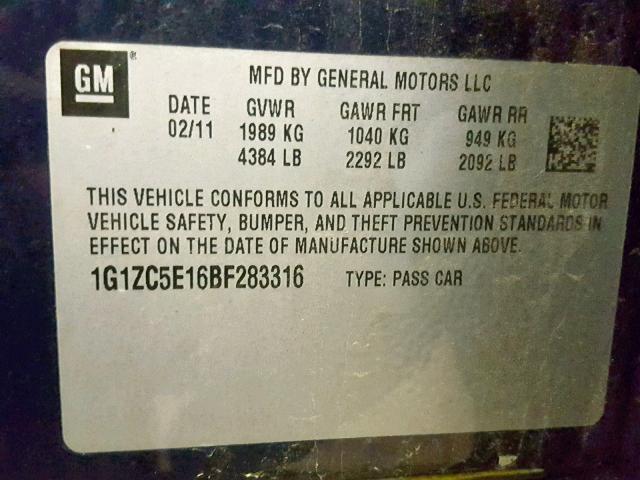 GM ®
MFD BY GENERAL MOTORS LLC
DATE GVWR GAWR FRT GAWR RR
02/11 1989 KG 1040 KG 949 KG
4384 LB 2292 LB 2092 LB
THIS VEHICLE CONFORMS TO ALL APPLICABLE U.S. FEDERAL MOTOR
VEHICLE SAFETY, BUMPER, AND THEFT PREVENTION STANDARDS IN
EFFECT ON THE DATE OF MANUFACTURE SHOWN ABOVE.
1G1ZC5E16BF283316 TYPE: PASS CAR